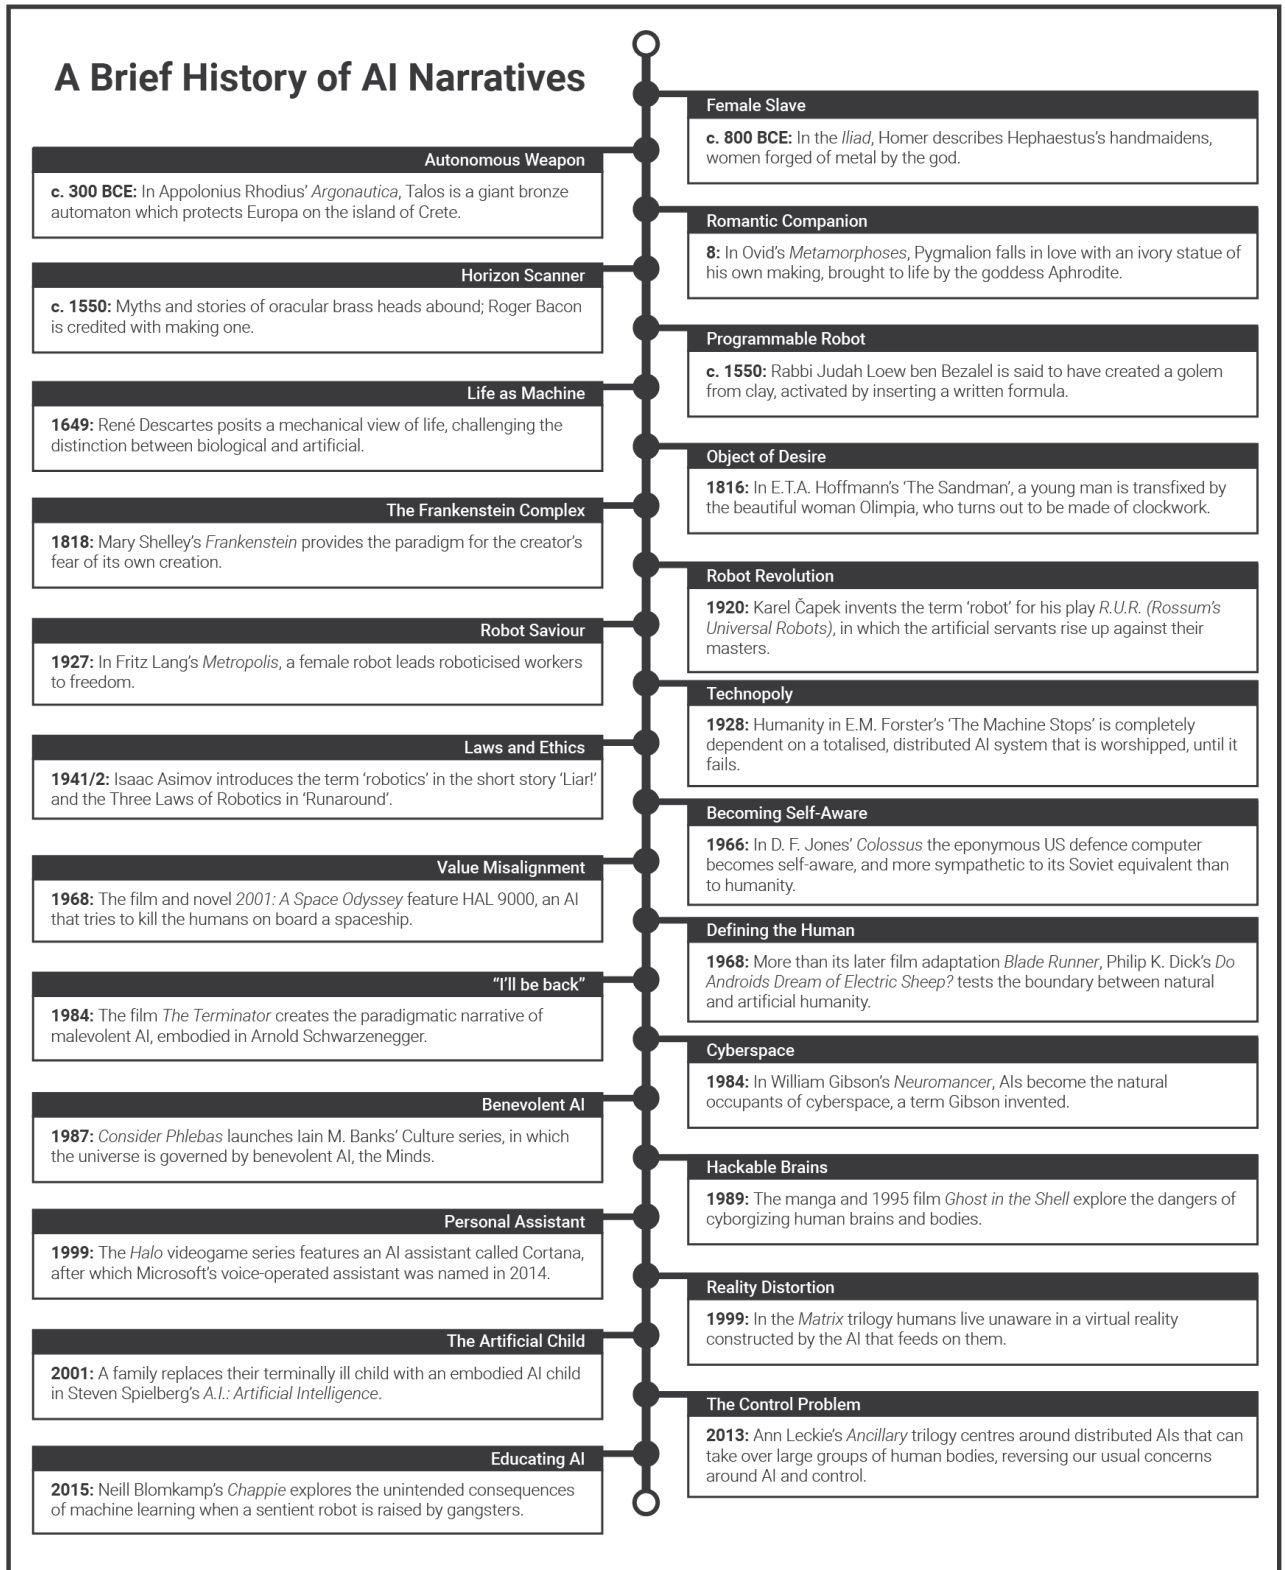 A Brief History of AI Narratives
Female Slave
c. 800 BCE: In the Iliad, Homer describes Hephaestus's handmaidens,
women forged of metal by the god.
Autonomous Weapon
c. 300 BCE: In Appolonius Rhodius' Argonautica, Talos is a giant bronze
automaton which protects Europa on the island of Crete.
Romantic Companion
8: In Ovid's Metamorphoses, Pygmalion falls in love with an ivory statue of
his own making, brought to life by the goddess Aphrodite.
Horizon Scanner
c. 1550: Myths and stories of oracular brass heads abound; Roger Bacon
is credited with making one.
Programmable Robot
c. 1550: Rabbi Judah Loew ben Bezalel is said to have created a golem
from clay, activated by inserting a written formula.
Life as Machine
1649: René Descartes posits a mechanical view of life, challenging the
distinction between biological and artificial.
Object of Desire
1816: In E.T.A. Hoffmann's 'The Sandman', a young man is transfixed by
the beautiful woman Olimpia, who turns out to be made of clockwork.
The Frankenstein Complex
1818: Mary Shelley's Frankenstein provides the paradigm for the creator's
fear of its own creation.
Robot Revolution
1920: Karel Čapek invents the term 'robot' for his play R.U.R. (Rossum's
Universal Robots), in which the artificial servants rise up against their
masters.
Robot Saviour
1927: In Fritz Lang's Metropolis, a female robot leads roboticised workers
to freedom.
Technopoly
1928: Humanity in E.M. Forster's 'The Machine Stops' is completely
dependent on a totalised, distributed AI system that is worshipped, until it
fails.
Laws and Ethics
1941/2: Isaac Asimov introduces the term 'robotics' in the short story 'Liar!'
and the Three Laws of Robotics in 'Runaround'.
Becoming Self-Aware
1966: In D. F. Jones' Colossus the eponymous US defence computer
becomes self-aware, and more sympathetic to its Soviet equivalent than
to humanity.
Value Misalignment
1968: The film and novel 2001: A Space Odyssey feature HAL 9000, an AI
that tries to kill the humans on board a spaceship.
Defining the Human
1968: More than its later film adaptation Blade Runner, Philip K. Dick's Do
Androids Dream of Electric Sheep? tests the boundary between natural
and artificial humanity.
"I'll be back"
1984: The film The Terminator creates the paradigmatic narrative of
malevolent AI, embodied in Arnold Schwarzenegger.
Cyberspace
1984: In William Gibson's Neuromancer, AIs become the natural
occupants of cyberspace, a term Gibson invented.
Benevolent AI
1987: Consider Phlebas launches Iain M. Banks' Culture series, in which
the universe is governed by benevolent AI, the Minds.
Hackable Brains
1989: The manga and 1995 film Ghost in the Shell explore the dangers of
cyborgizing human brains and bodies.
Personal Assistant
1999: The Halo videogame series features an AI assistant called Cortana,
after which Microsoft's voice-operated assistant was named in 2014.
Reality Distortion
1999: In the Matrix trilogy humans live unaware in a virtual reality
constructed by the AI that feeds on them.
The Artificial Child
2001: A family replaces their terminally ill child with an embodied AI child
in Steven Spielberg's A.I.: Artificial Intelligence.
The Control Problem
2013: Ann Leckie's Ancillary trilogy centres around distributed AIs that can
take over large groups of human bodies, reversing our usual concerns
around AI and control.
Educating AI
2015: Neill Blomkamp's Chappie explores the unintended consequences
of machine learning when a sentient robot is raised by gangsters.